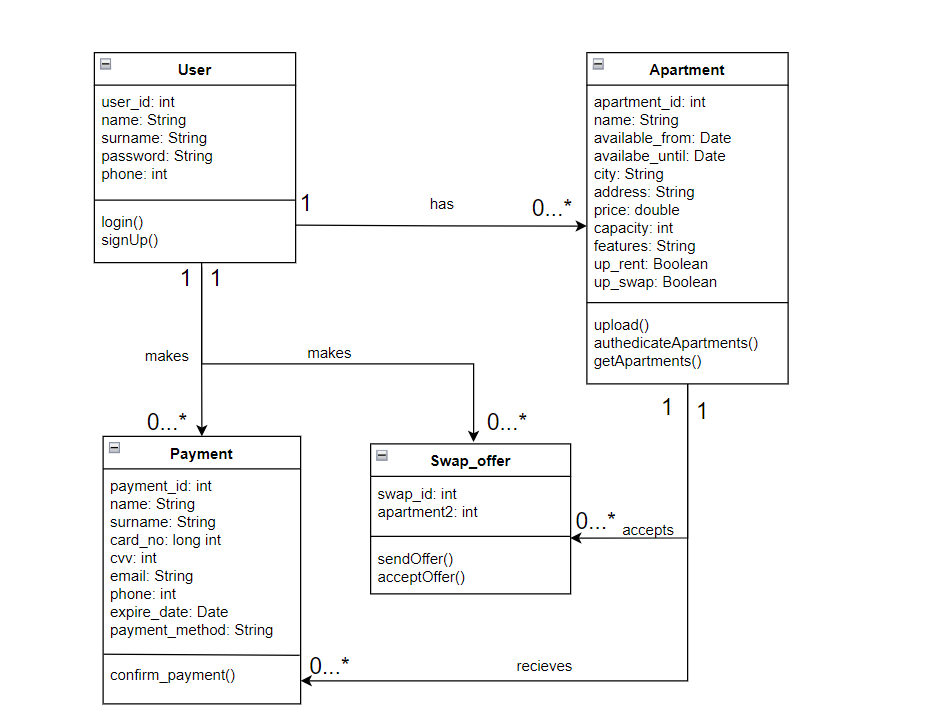 User
user_id: int
name: String
surname: String
password: String
phone: int
login()
signUp()
Apartment
apartment_id: int
name: String
available_from: Date
availabe_until: Date
city: String
address: String
price: double
capacity: int
features: String
up_rent: Boolean
up_swap: Boolean
upload()
authedicateApartments()
getApartments()
1
has
0...*
1
1
makes
makes
0...*
0...*
1
1
Payment
payment_id: int
name: String
surname: String
card_no: long int
cvv: int
email: String
phone: int
expire_date: Date
payment_method: String
confirm_payment()
Swap_offer
swap_id: int
apartment2: int
sendOffer()
acceptOffer()
0...*
accepts
0...*
recieves